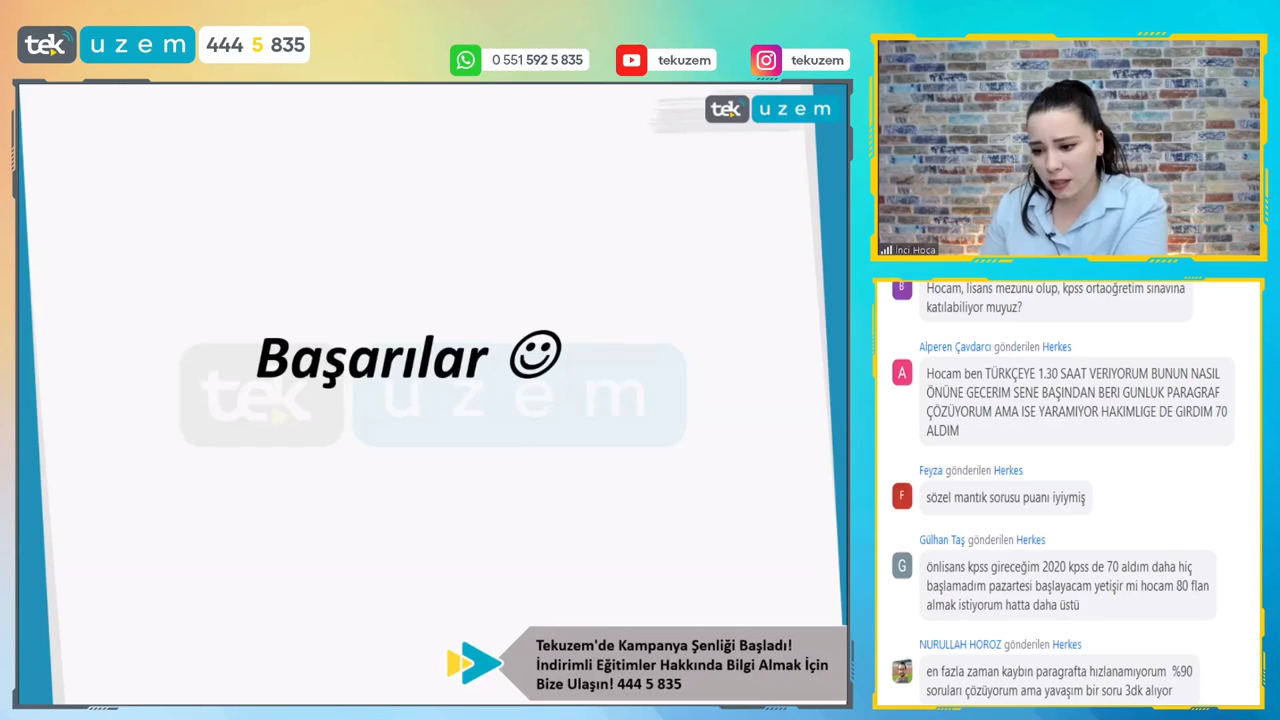 tek uzem 444 5 835
0 551 592 5 835
tekuzem
tekuzem
tek uzem
Başarılar
tek uzem
Tekuzem'de Kampanya Şenliği Başladı!
İndirimli Eğitimler Hakkında Bilgi Almak İçin
Bize Ulaşın! 444 5 835
İnci Hoca
B
Hocam, lisans mezunu olup, kpss ortaöğretim sınavına
katılabiliyor muyuz?
Alperen Çavdarcı gönderilen Herkes
A
Hocam ben TÜRKÇEYE 1.30 SAAT VERIYORUM BUNUN NASIL
ÖNÜNE GECERIM SENE BAŞINDAN BERI GUNLUK PARAGRAF
ÇÖZÜYORUM AMA ISE YARAMIYOR HAKIMLIGE DE GIRDIM 70
ALDIM
Feyza gönderilen Herkes
F
sözel mantık sorusu puanı iyiymiş
Gülhan Taş gönderilen Herkes
G
önlisans kpss gireceğim 2020 kpss de 70 aldım daha hiç
başlamadım pazartesi başlayacam yetişir mi hocam 80 flan
almak istiyorum hatta daha üstü
NURULLAH HOROZ gönderilen Herkes
en fazla zaman kaybın paragrafta hızlanamıyorum %90
soruları çözüyorum ama yavaşım bir soru 3dk alıyor